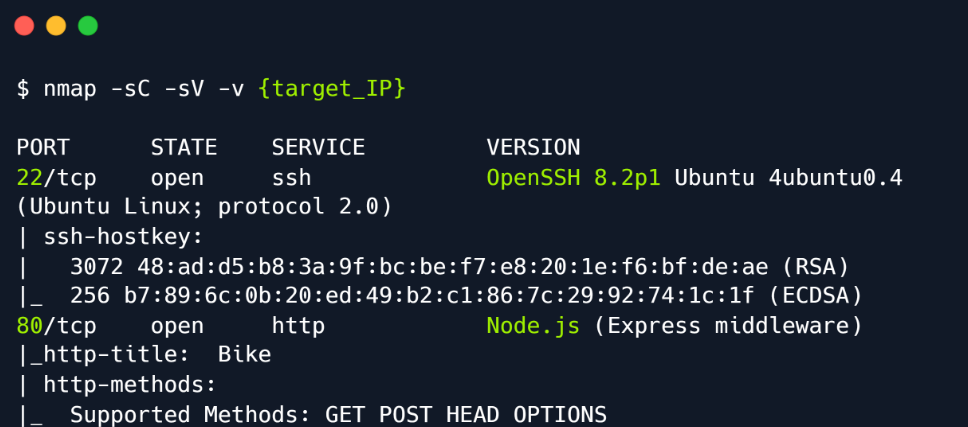 $ nmap -sC -sV -v {target_IP}
PORT STATE SERVICE VERSION
22/tcp open ssh OpenSSH 8.2p1 Ubuntu 4ubuntu0.4
(Ubuntu Linux; protocol 2.0)
| ssh-hostkey:
| 3072 48:ad:d5:b8:3a:9f:bc:be:f7:e8:20:1e:f6:bf:de:ae (RSA)
|_ 256 b7:89:6c:0b:20:ed:49:b2:c1:86:7c:29:92:74:1c:1f (ECDSA)
80/tcp open http Node.js (Express middleware)
|_http-title: Bike
| http-methods:
|_ Supported Methods: GET POST HEAD OPTIONS